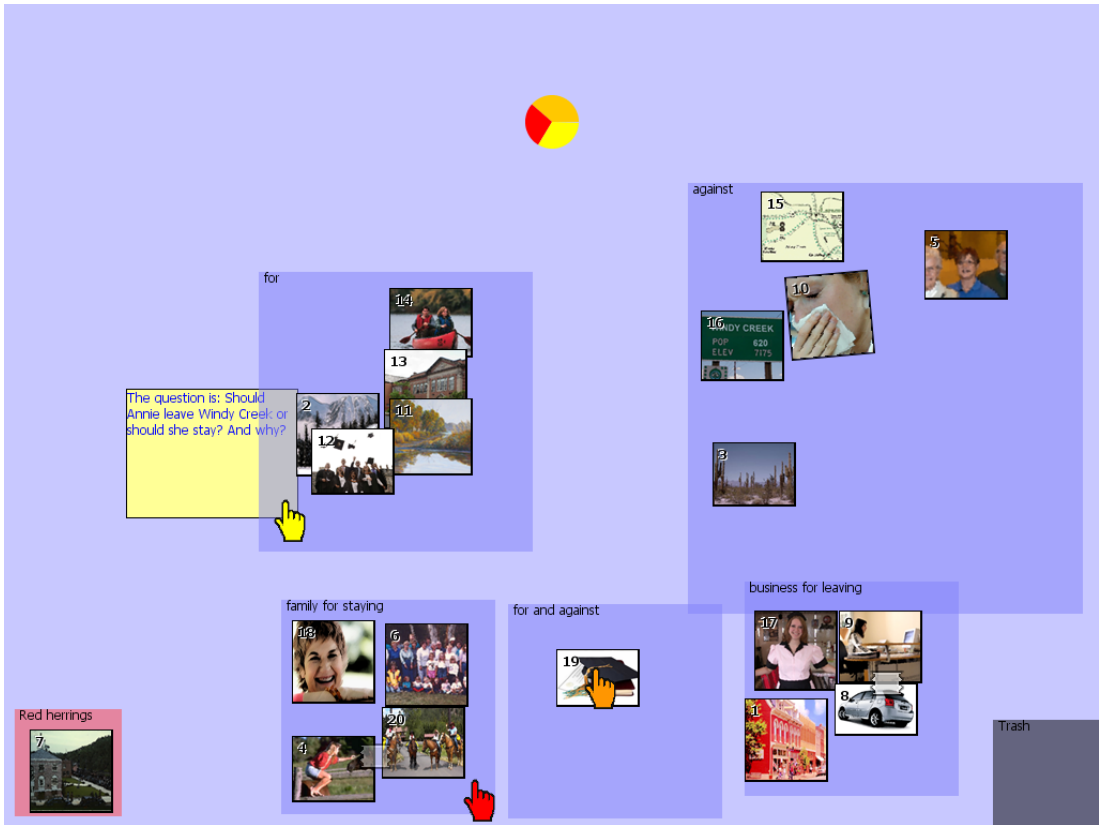 against
15
5
for
14
10
16
WINDY CREEK
POP 620
ELEV 7175
13
The question is: Should
Annie leave Windy Creek or
should she stay? And why?
2
11
12
3
family for staying
for and against
business for leaving
18
6
17
9
19
8
1
20
4
Red herrings
7
Trash